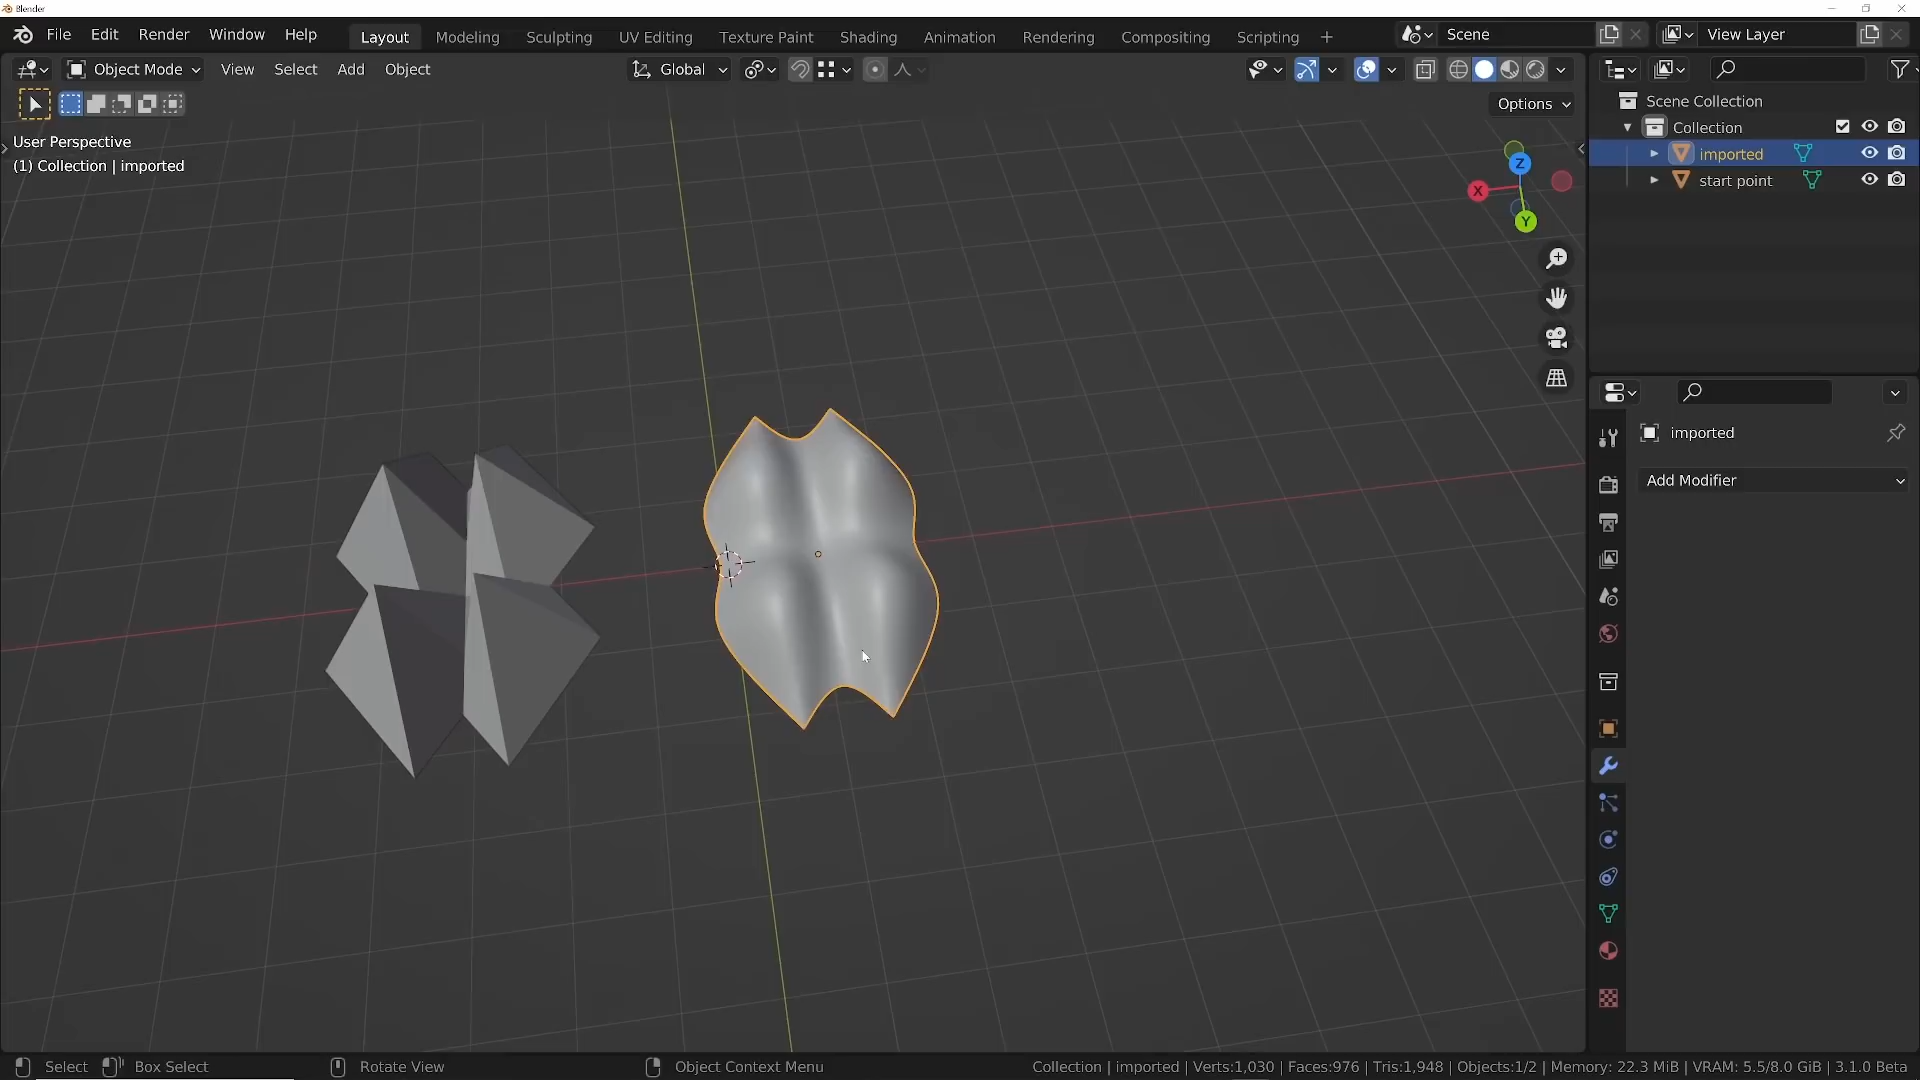 Blender
File Edit Render Window Help Layout Modeling Sculpting UV Editing Texture Paint Shading Animation Rendering Compositing Scripting + Scene View Layer
Object Mode View Select Add Object Global
Options
User Perspective
(1) Collection | imported
Z
X
Y
Scene Collection
Collection
imported
start point
imported
Add Modifier
Select Box Select Rotate View Object Context Menu Collection | imported | Verts:1,030 | Faces:976 | Tris:1,948 | Objects:1/2 | Memory: 22.3 MiB | VRAM: 5.5/8.0 GiB | 3.1.0 Beta